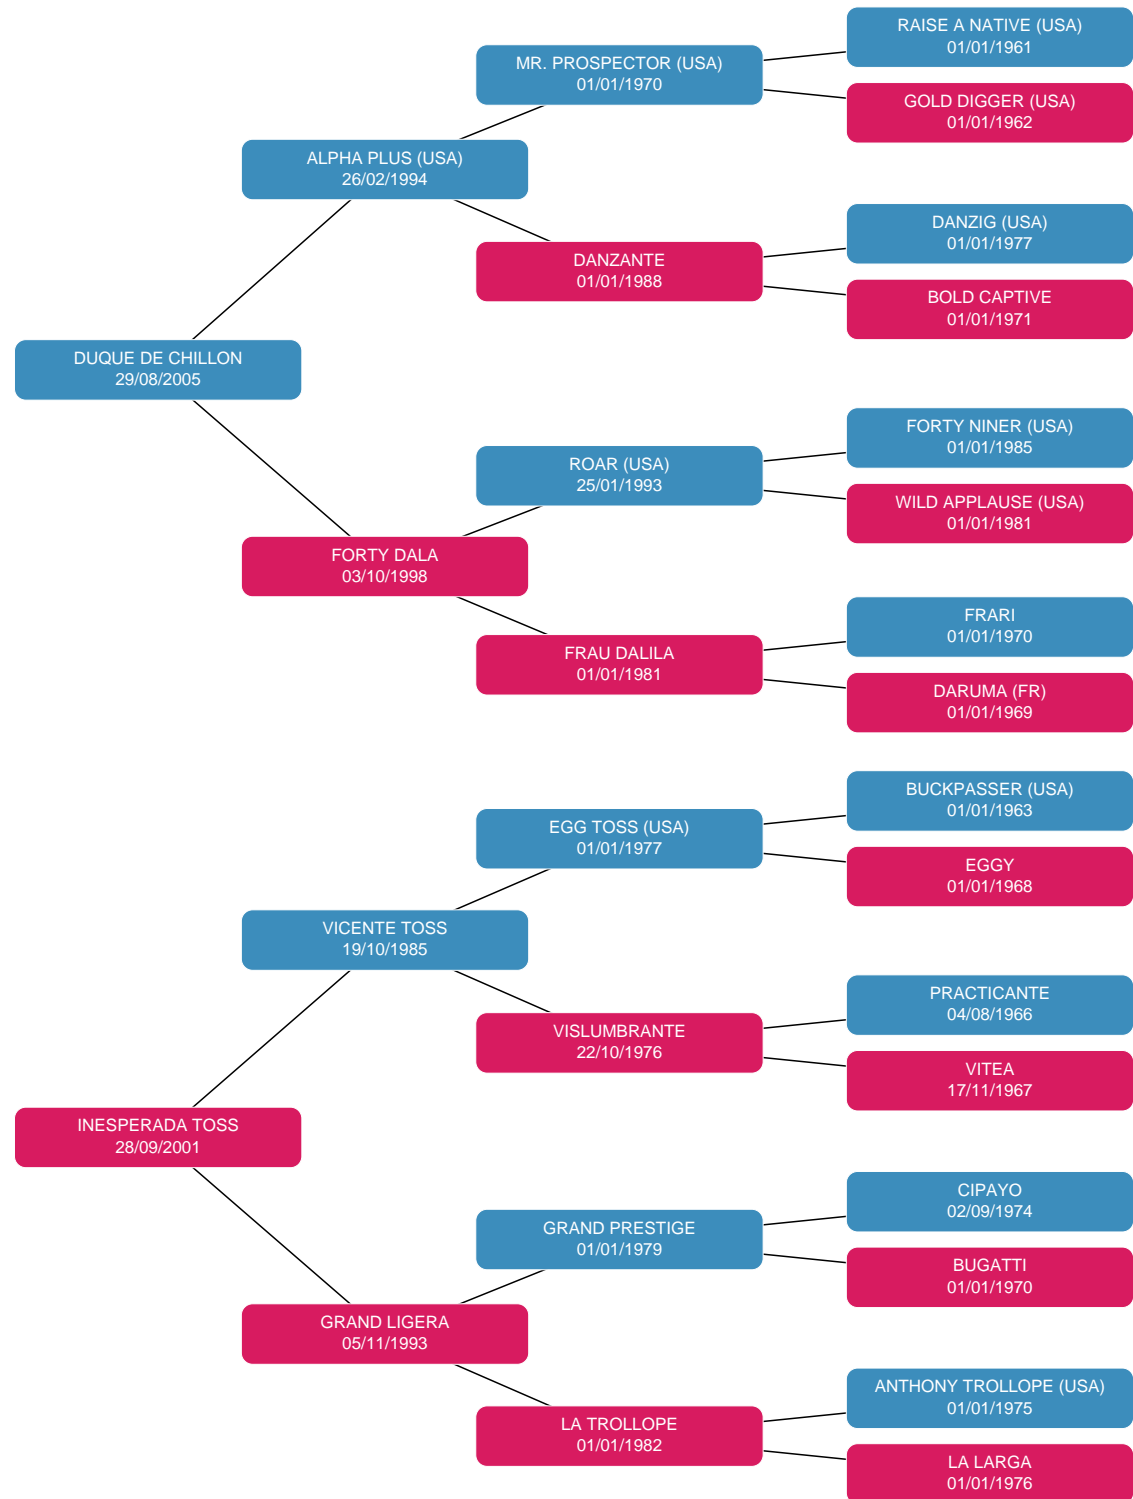 RAISE A NATIVE (USA)
01/01/1961
MR. PROSPECTOR (USA)
01/01/1970
GOLD DIGGER (USA)
01/01/1962
ALPHA PLUS (USA)
26/02/1994
DANZIG (USA)
01/01/1977
DANZANTE
01/01/1988
BOLD CAPTIVE
01/01/1971
DUQUE DE CHILLON
29/08/2005
FORTY NINER (USA)
01/01/1985
ROAR (USA)
25/01/1993
WILD APPLAUSE (USA)
01/01/1981
FORTY DALA
03/10/1998
FRARI
01/01/1970
FRAU DALILA
01/01/1981
DARUMA (FR)
01/01/1969
BUCKPASSER (USA)
01/01/1963
EGG TOSS (USA)
01/01/1977
EGGY
01/01/1968
VICENTE TOSS
19/10/1985
PRACTICANTE
04/08/1966
VISLUMBRANTE
22/10/1976
VITEA
17/11/1967
INESPERADA TOSS
28/09/2001
CIPAYO
02/09/1974
GRAND PRESTIGE
01/01/1979
BUGATTI
01/01/1970
GRAND LIGERA
05/11/1993
ANTHONY TROLLOPE (USA)
01/01/1975
LA TROLLOPE
01/01/1982
LA LARGA
01/01/1976